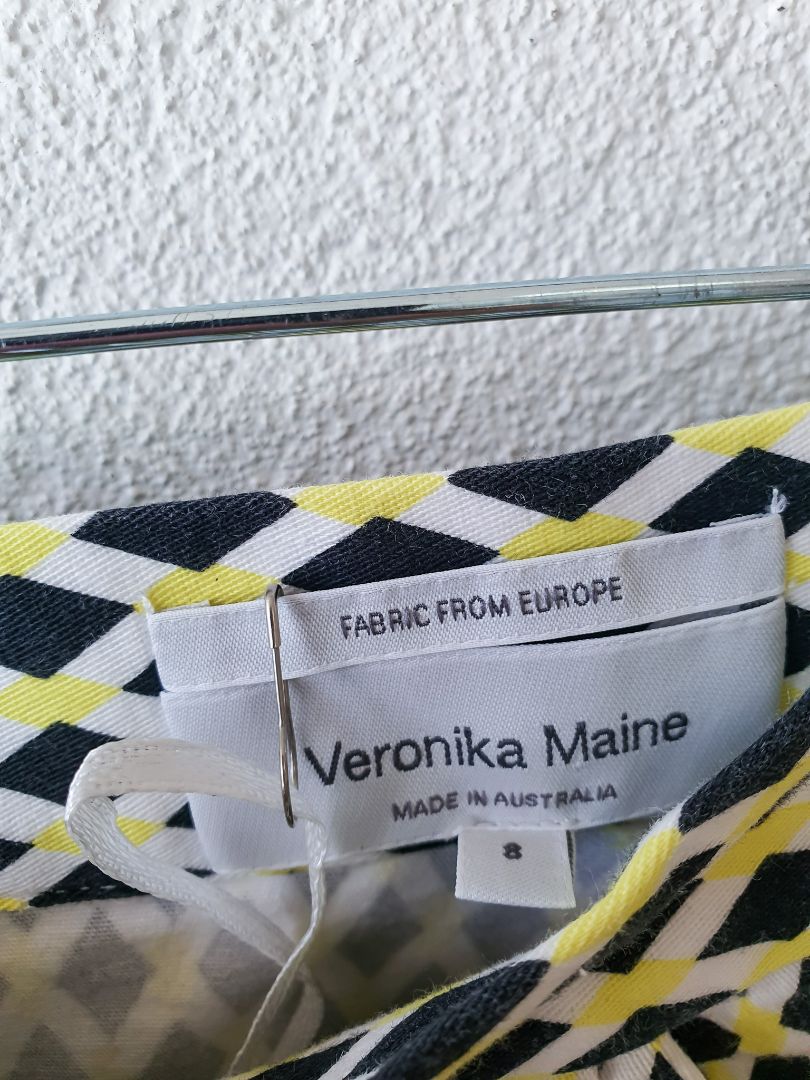 FABRIC FROM EUROPE
Veronika Maine
MADE IN AUSTRALIA
8